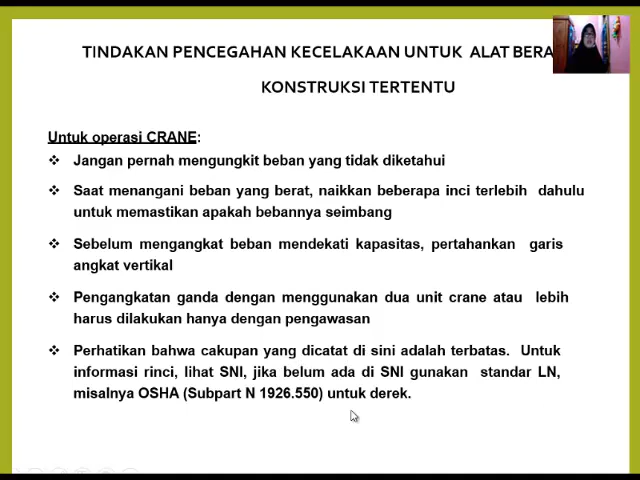 TINDAKAN PENCEGAHAN KECELAKAAN UNTUK ALAT
KONSTRUKSI TERTENTU
Untuk operasi CRANE:
❖ Jangan pernah mengungkit beban yang tidak diketahui
❖ Saat menangani beban yang berat, naikkan beberapa inci terlebih dahulu
untuk memastikan apakah bebannya seimbang
❖ Sebelum mengangkat beban mendekati kapasitas, pertahankan garis
angkat vertikal
❖ Pengangkatan ganda dengan menggunakan dua unit crane atau lebih
harus dilakukan hanya dengan pengawasan
❖ Perhatikan bahwa cakupan yang dicatat di sini adalah terbatas. Untuk
informasi rinci, lihat SNI, jika belum ada di SNI gunakan standar LN,
misalnya OSHA (Subpart N 1926.550) untuk derek.